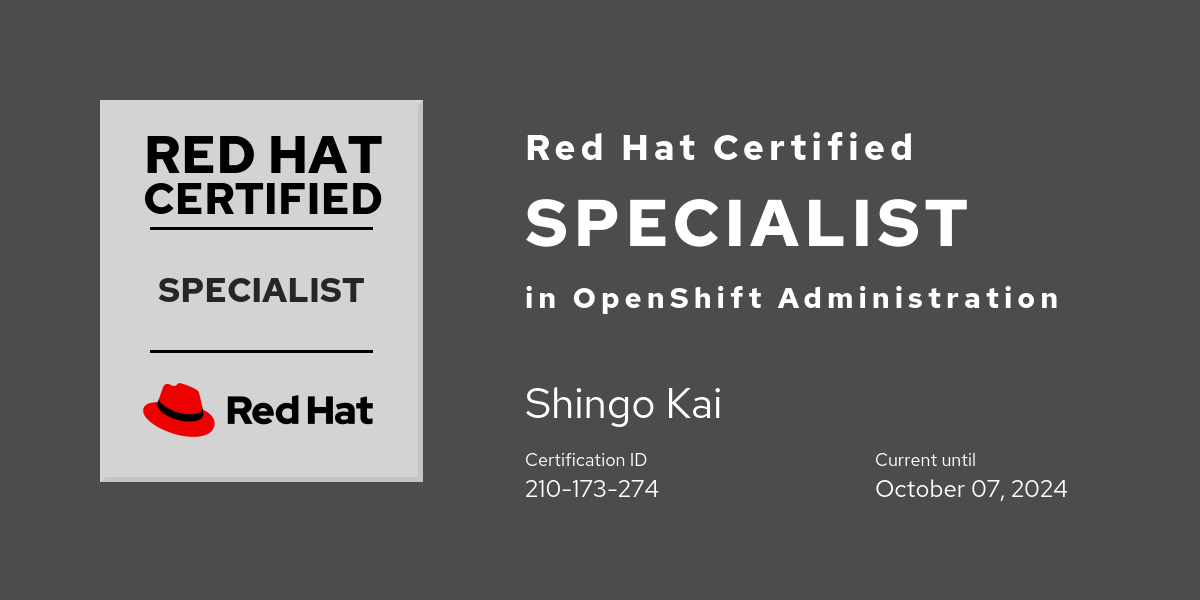 RED HAT
CERTIFIED
SPECIALIST
Red Hat
Red Hat Certified
SPECIALIST
in OpenShift Administration
Shingo Kai
Certification ID
210-173-274
Current until
October 07, 2024